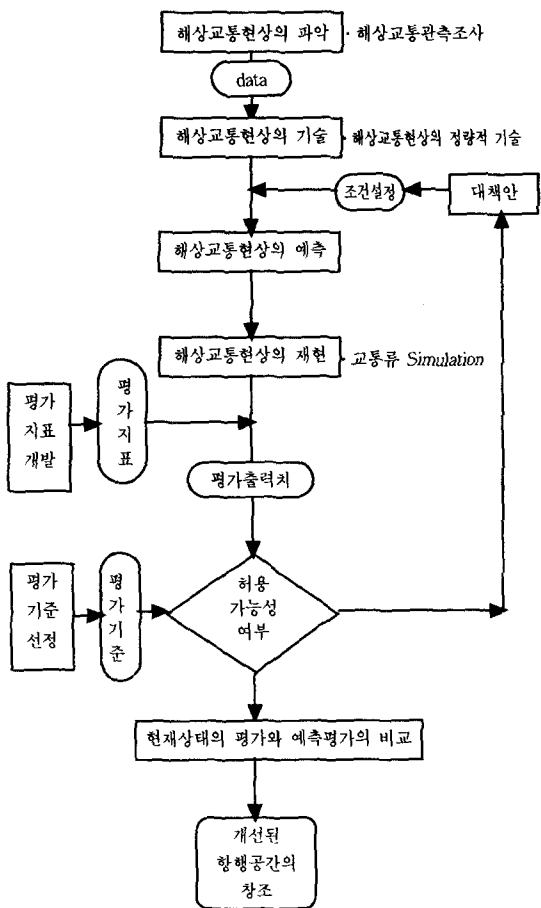 해상교통현상의 파악 · 해상교통관측조사
data
해상교통현상의 기술 · 해상교통현상의 정량적 기술
조건설정
대책안
해상교통현상의 예측
해상교통현상의 재현 · 교통류 Simulation
평가
지표
개발
평
가
지
표
평가출력치
평가
기준
선정
평
가
기
준
허용
가능성
여부
현재상태의 평가와 예측평가의 비교
개선된
항행공간의
창조